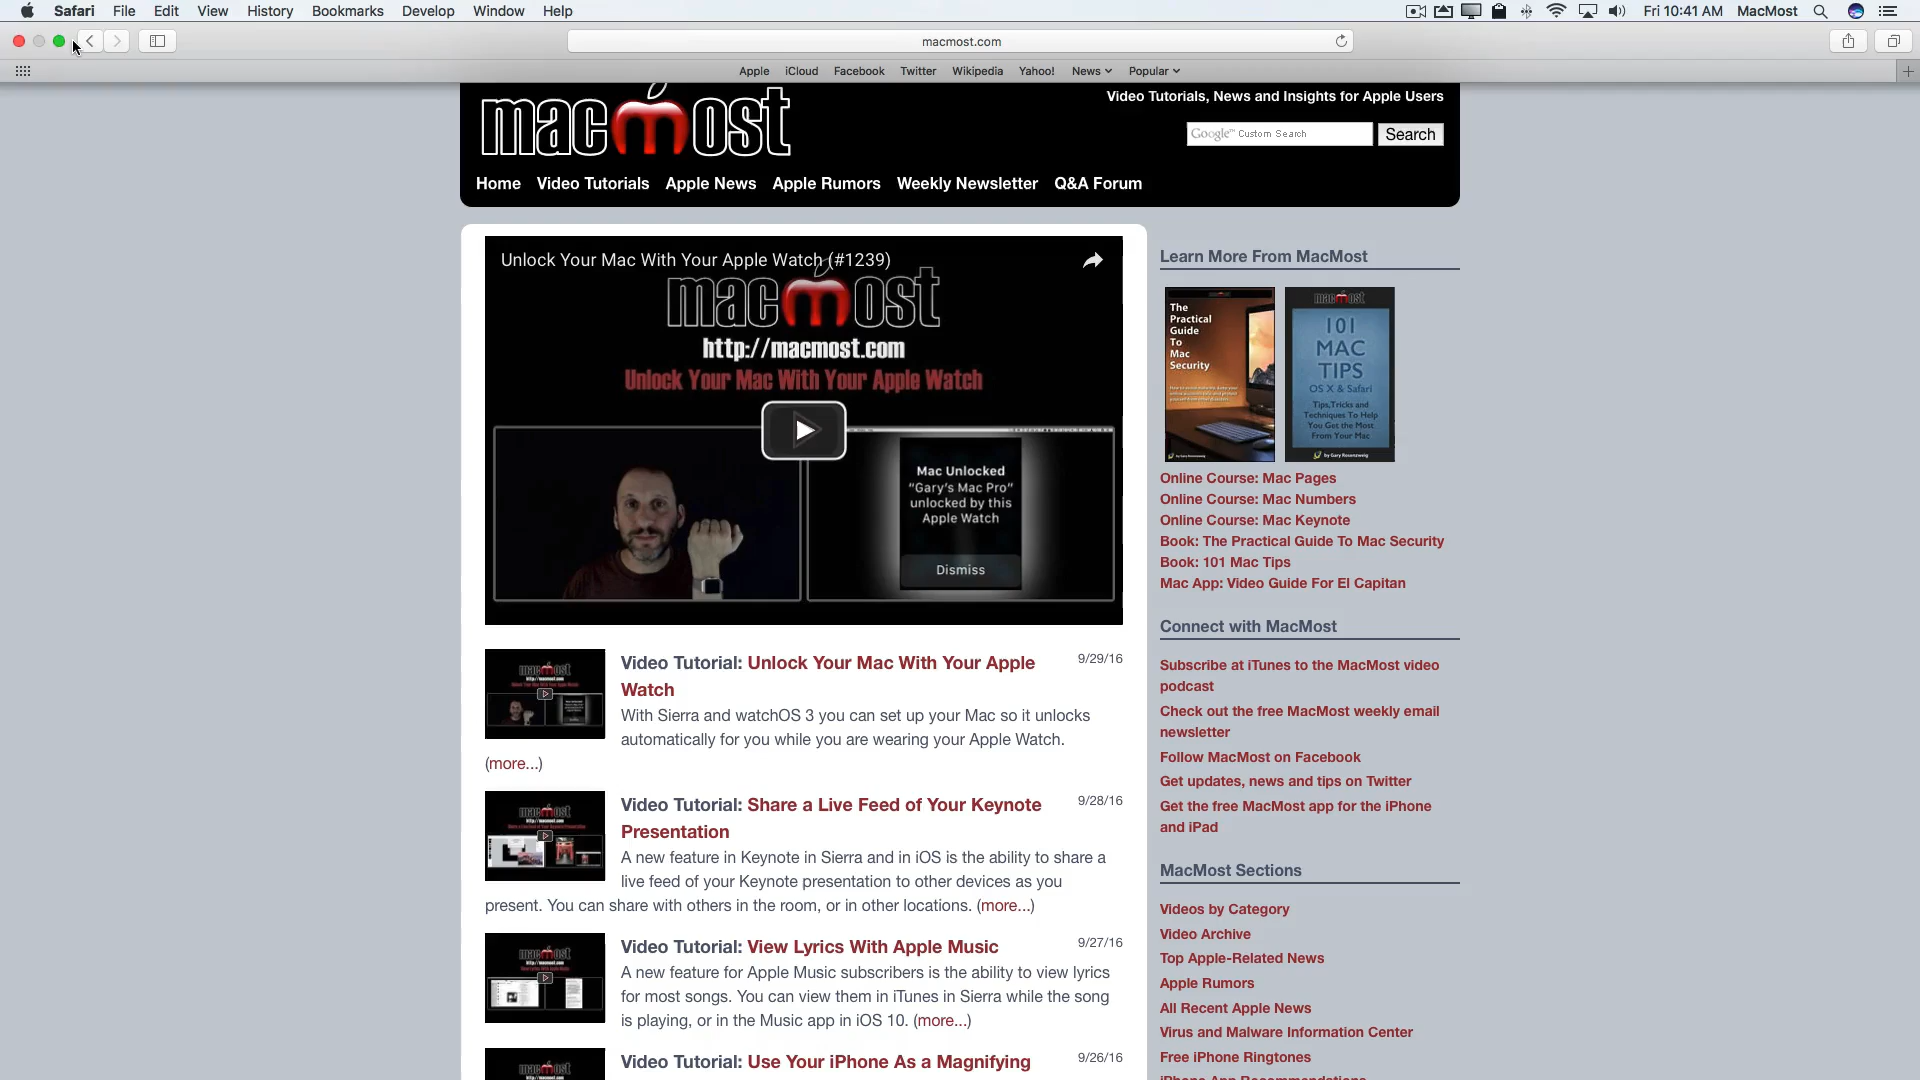 Safari File Edit View History Bookmarks Develop Window Help
Fri 10:41 AM MacMost
macmost.com
Apple iCloud Facebook Twitter Wikipedia Yahoo! News Popular
macmost
Video Tutorials, News and Insights for Apple Users
Google™ Custom Search Search
Home Video Tutorials Apple News Apple Rumors Weekly Newsletter Q&A Forum
Unlock Your Mac With Your Apple Watch (#1239)
macmost
http://macmost.com
Unlock Your Mac With Your Apple Watch
Mac Unlocked
"Gary's Mac Pro"
unlocked by this
Apple Watch
Dismiss
Video Tutorial: Unlock Your Mac With Your Apple
Watch
9/29/16
With Sierra and watchOS 3 you can set up your Mac so it unlocks
automatically for you while you are wearing your Apple Watch.
(more...)
Video Tutorial: Share a Live Feed of Your Keynote
Presentation
9/28/16
A new feature in Keynote in Sierra and in iOS is the ability to share a
live feed of your Keynote presentation to other devices as you
present. You can share with others in the room, or in other locations. (more...)
Video Tutorial: View Lyrics With Apple Music
9/27/16
A new feature for Apple Music subscribers is the ability to view lyrics
for most songs. You can view them in iTunes in Sierra while the song
is playing, or in the Music app in iOS 10. (more...)
Video Tutorial: Use Your iPhone As a Magnifying
9/26/16
Learn More From MacMost
The
Practical
Guide
To
Mac
Security
by Gary Rosenzweig
macmost
101
MAC
TIPS
OS X & Safari
Tips, Tricks and
Techniques To Help
You Get the Most
From Your Mac
by Gary Rosenzweig
Online Course: Mac Pages
Online Course: Mac Numbers
Online Course: Mac Keynote
Book: The Practical Guide To Mac Security
Book: 101 Mac Tips
Mac App: Video Guide For El Capitan
Connect with MacMost
Subscribe at iTunes to the MacMost video
podcast
Check out the free MacMost weekly email
newsletter
Follow MacMost on Facebook
Get updates, news and tips on Twitter
Get the free MacMost app for the iPhone
and iPad
MacMost Sections
Videos by Category
Video Archive
Top Apple-Related News
Apple Rumors
All Recent Apple News
Virus and Malware Information Center
Free iPhone Ringtones
iPhone App Recommendations